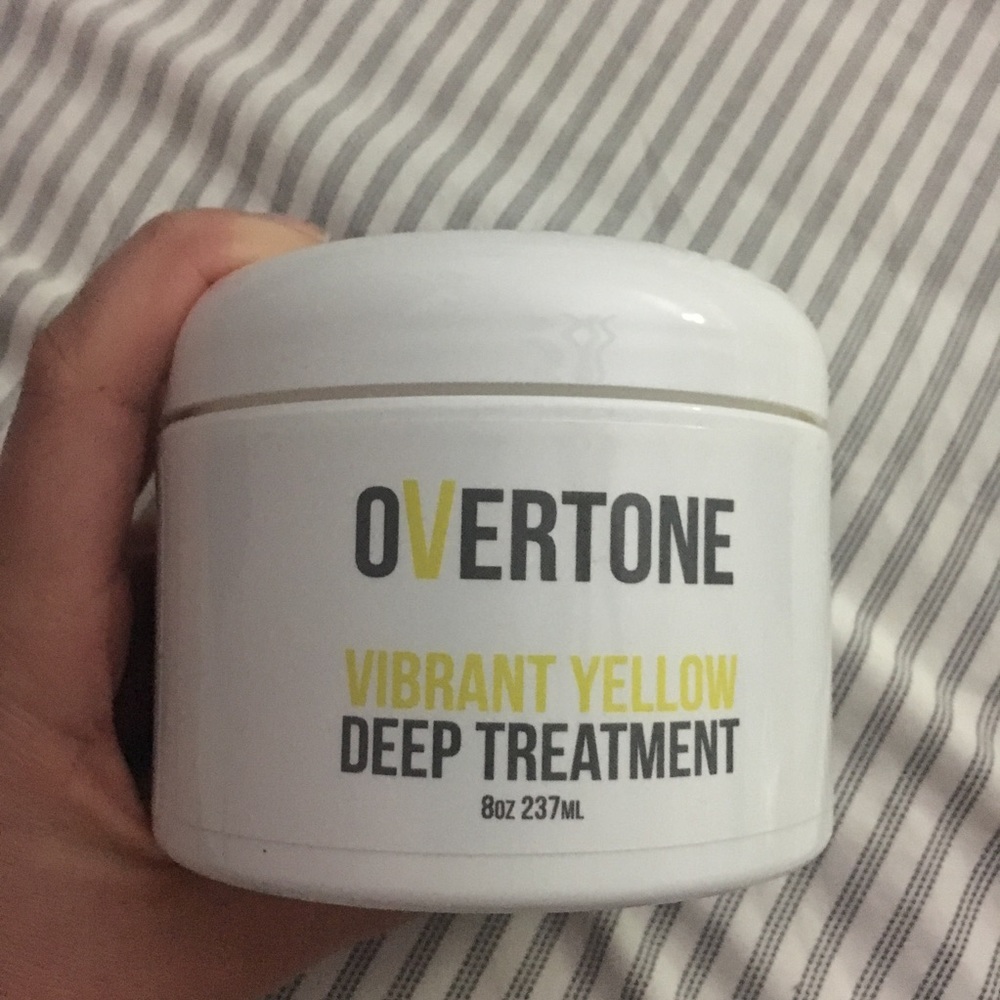 OVERTONE
VIBRANT YELLOW
DEEP TREATMENT
8OZ 237ML